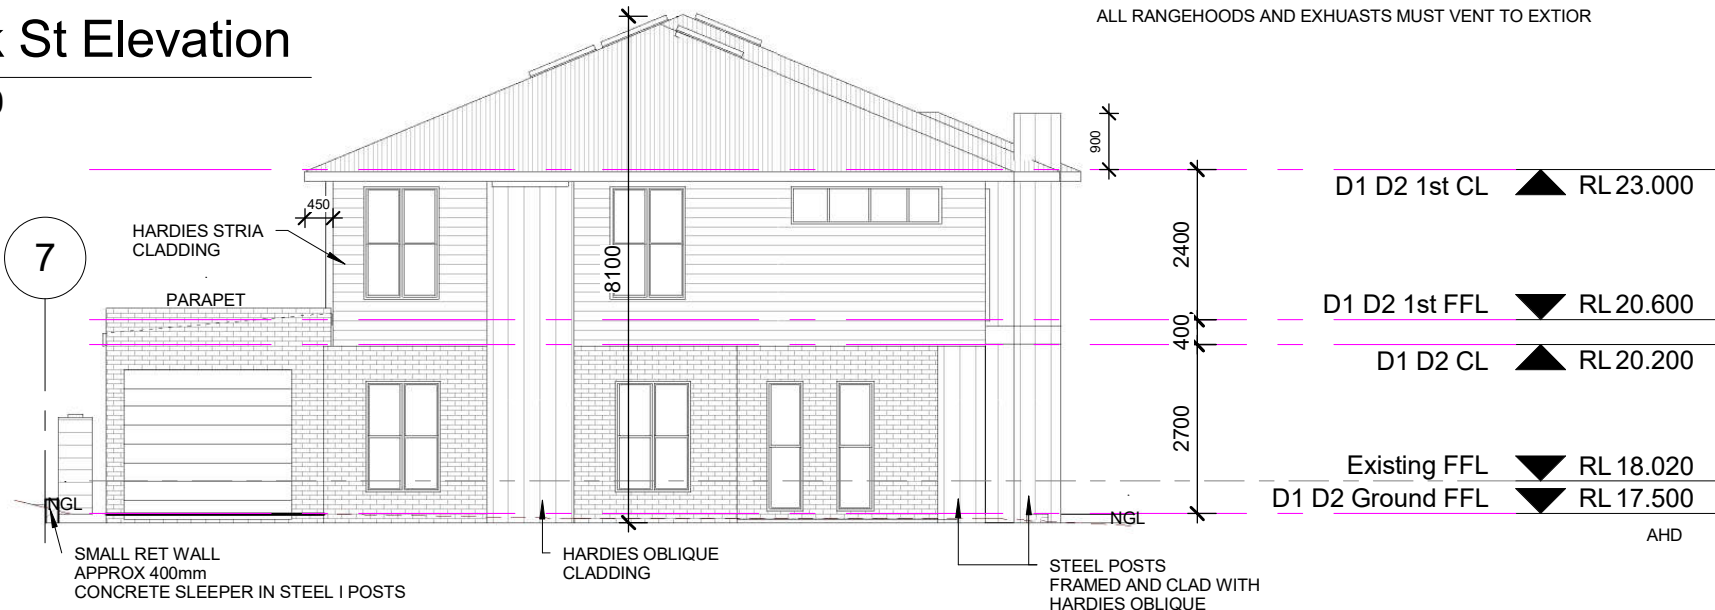 St Elevation
ALL RANGEHOODS AND EXHUASTS MUST VENT TO EXTIOR
900
D1 D2 1st CL RL 23.000
450
HARDIES STRIA
CLADDING
7
8100
2400
PARAPET
D1 D2 1st FFL RL 20.600
400
D1 D2 CL RL 20.200
2700
Existing FFL RL 18.020
D1 D2 Ground FFL RL 17.500
NGL
NGL
AHD
SMALL RET WALL
APPROX 400mm
CONCRETE SLEEPER IN STEEL I POSTS
HARDIES OBLIQUE
CLADDING
STEEL POSTS
FRAMED AND CLAD WITH
HARDIES OBLIQUE